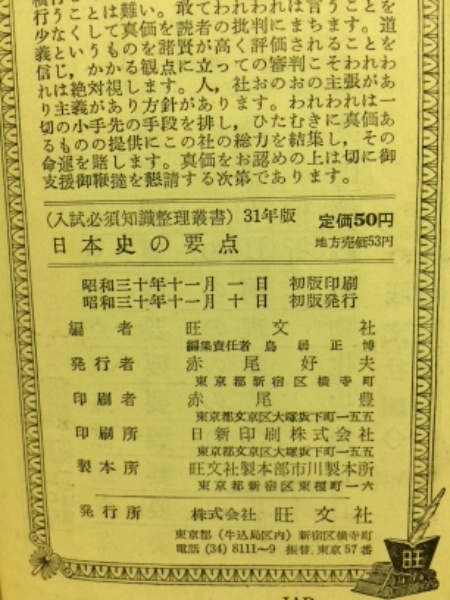 行うことは難い。敢てわれわれは言うことを
少なくして真価を読者の批判にまちます。道
義というものを諸賢が高く評価されることを
信じ，かかる観点に立っての審判こそわれわ
れは絶対視します。人，社おのおの主張があ
り主義があり方針があります。われわれは一
切の小手先の手段を排し，ひたむきに真価あ
るものの提供にこの社の総力を結集し，その
命運を賭します。真価をお認めの上は切に御
支援御鞭撻を懇請する次第であります。
（入試必須知識整理叢書）31年版 定価50円
日本史の要点 地方売価53円
昭和三十年十一月一日 初版印刷
昭和三十年十一月十日 初版発行
編者 旺文社
編集責任者 鳥居正博
発行者 赤尾好夫
東京都新宿区横寺町
印刷者 赤尾豊
東京都文京区大塚坂下町一五五
印刷所 日新印刷株式会社
東京都文京区大塚坂下町一五五
製本所 旺文社製本部市川製本所
東京都新宿区東榎町一六
発行所 株式会社 旺文社
東京都（牛込局区内）新宿区横寺町
電話 (34) 8111〜9 振替，東京57番
旺